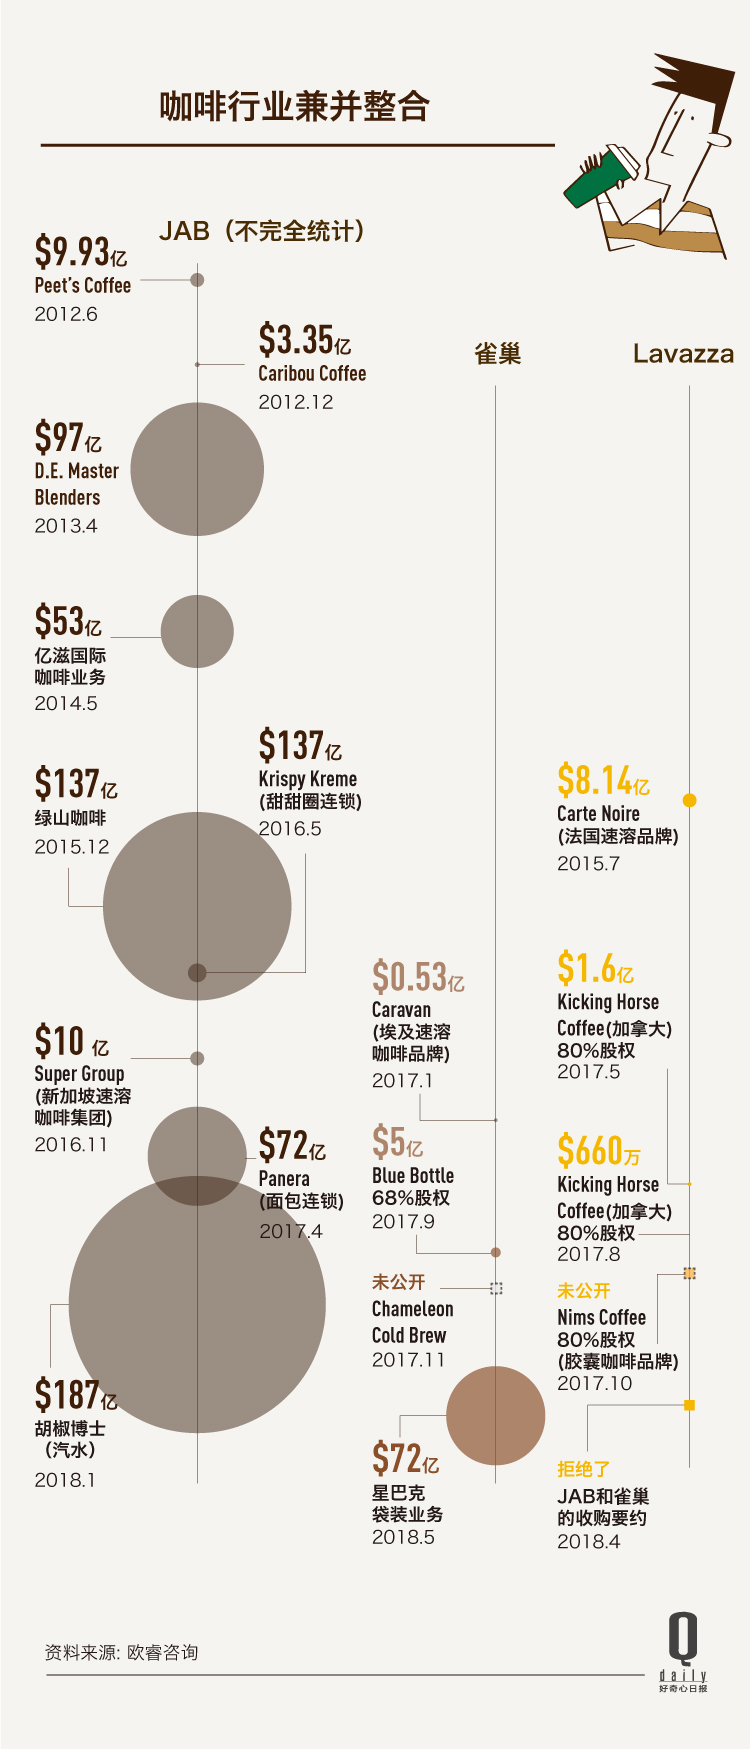 咖啡行业兼并整合
JAB（不完全统计）
$9.93亿
Peet's Coffee
2012.6
$3.35亿
Caribou Coffee
2012.12
$97亿
D.E. Master
Blenders
2013.4
$53亿
亿滋国际
咖啡业务
2014.5
$137亿
绿山咖啡
2015.12
$137亿
Krispy Kreme
(甜甜圈连锁)
2016.5
$10 亿
Super Group
(新加坡速溶
咖啡集团)
2016.11
$72亿
Panera
(面包连锁)
2017.4
$187亿
胡椒博士
（汽水）
2018.1
雀巢
$0.53亿
Caravan
(埃及速溶
咖啡品牌)
2017.1
$5亿
Blue Bottle
68%股权
2017.9
未公开
Chameleon
Cold Brew
2017.11
$72亿
星巴克
袋装业务
2018.5
Lavazza
$8.14亿
Carte Noire
(法国速溶品牌)
2015.7
$1.6亿
Kicking Horse
Coffee(加拿大)
80%股权
2017.5
$660万
Kicking Horse
Coffee(加拿大)
80%股权
2017.8
未公开
Nims Coffee
80%股权
(胶囊咖啡品牌)
2017.10
拒绝了
JAB和雀巢
的收购要约
2018.4
资料来源: 欧睿咨询
Q
daily
好奇心日报